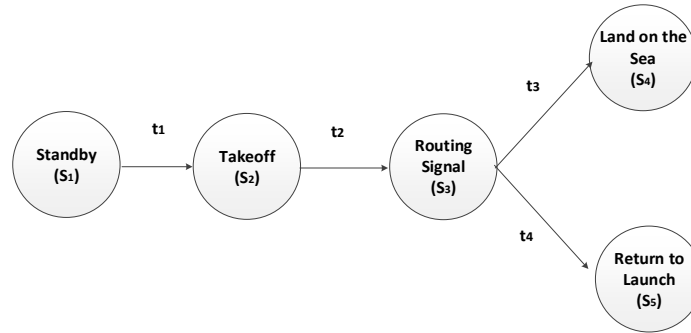 Standby
(S1)
t1
Takeoff
(S2)
t2
Routing
Signal
(S3)
t3
Land on the
Sea
(S4)
t4
Return to
Launch
(S5)